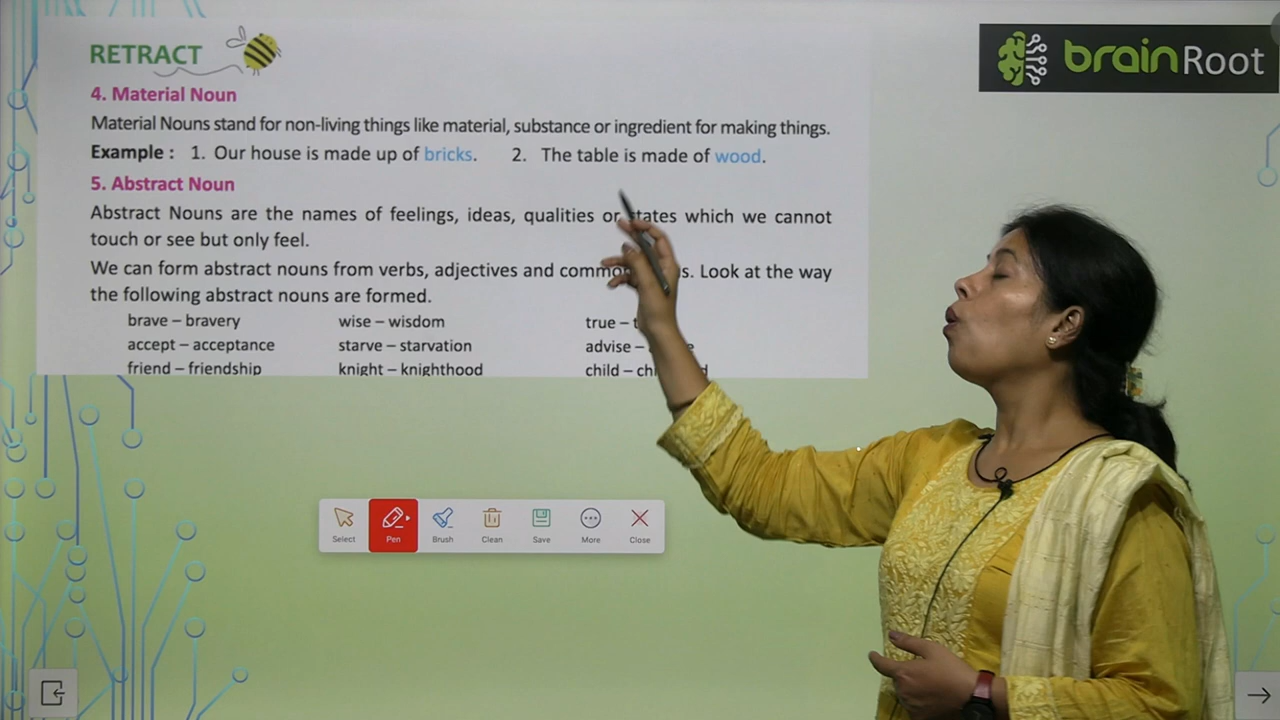 RETRACT
brainRoot
4. Material Noun
Material Nouns stand for non-living things like material, substance or ingredient for making things.
Example : 1. Our house is made up of bricks. 2. The table is made of wood.
5. Abstract Noun
Abstract Nouns are the names of feelings, ideas, qualities or states which we cannot
touch or see but only feel.
We can form abstract nouns from verbs, adjectives and Look at the way
the following abstract nouns are formed.
brave – bravery wise – wisdom true –
accept – acceptance starve – starvation advise –
friend – friendship knight – knighthood child –
Select Pen Brush Clean Save More Close